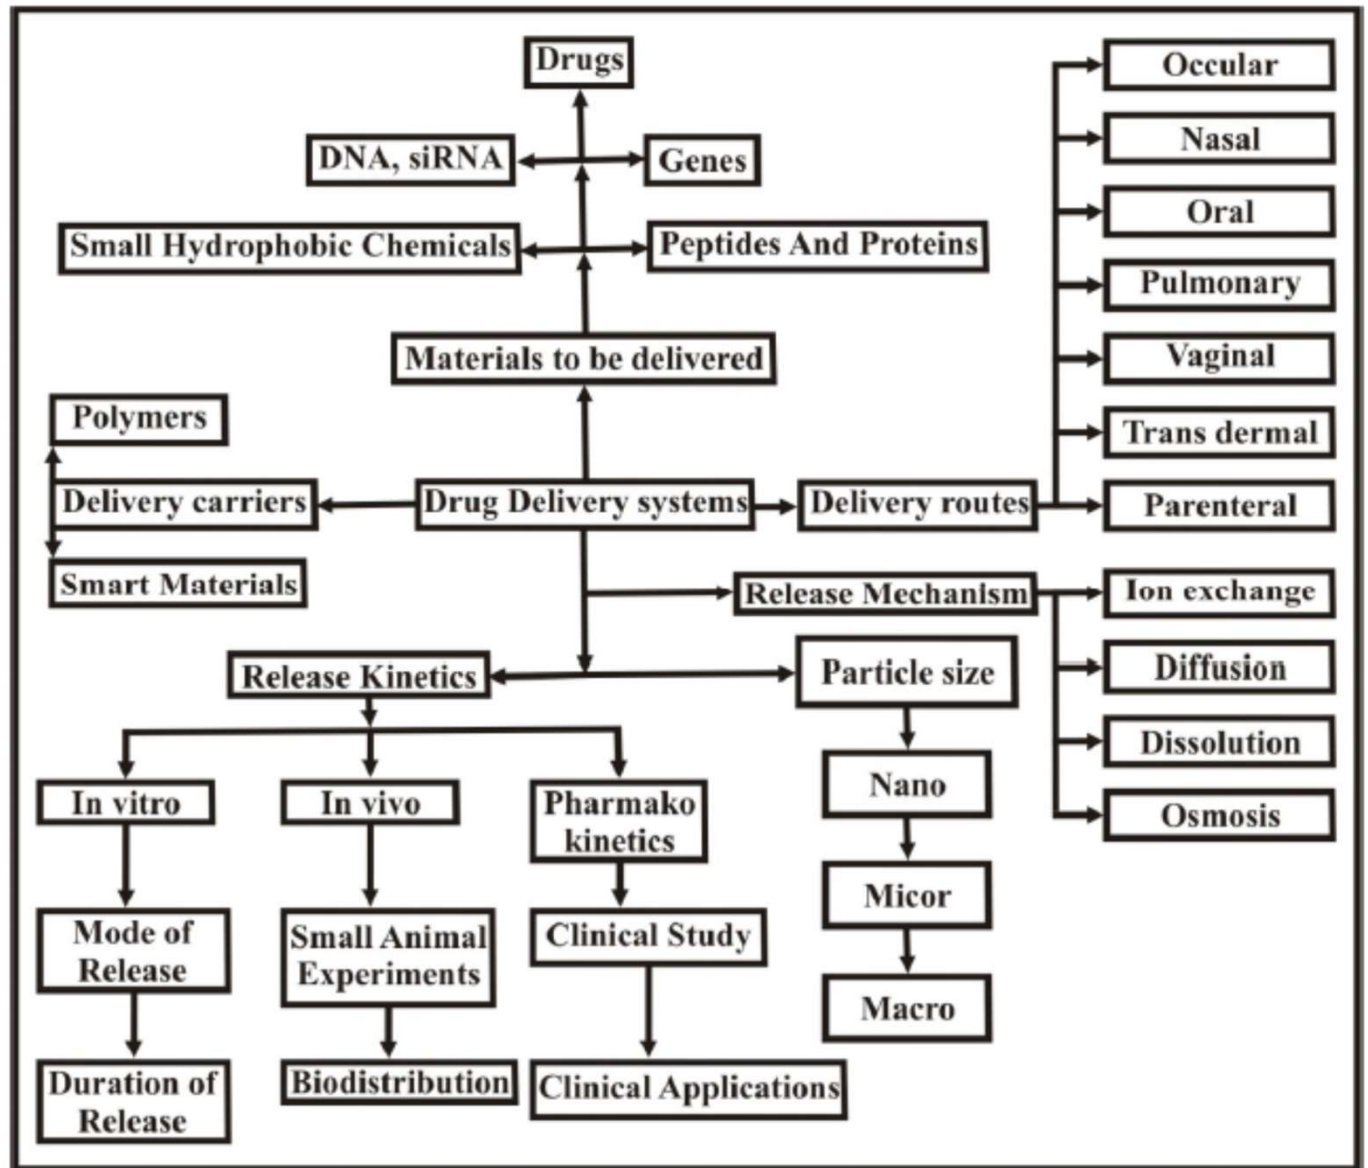 Drugs
DNA, siRNA
Genes
Small Hydrophobic Chemicals
Peptides And Proteins
Materials to be delivered
Polymers
Delivery carriers
Smart Materials
Drug Delivery systems
Delivery routes
Occular
Nasal
Oral
Pulmonary
Vaginal
Trans dermal
Parenteral
Release Mechanism
Ion exchange
Diffusion
Dissolution
Osmosis
Release Kinetics
Particle size
Nano
Micor
Macro
In vitro
Mode of
Release
Duration of
Release
In vivo
Small Animal
Experiments
Biodistribution
Pharmako
kinetics
Clinical Study
Clinical Applications